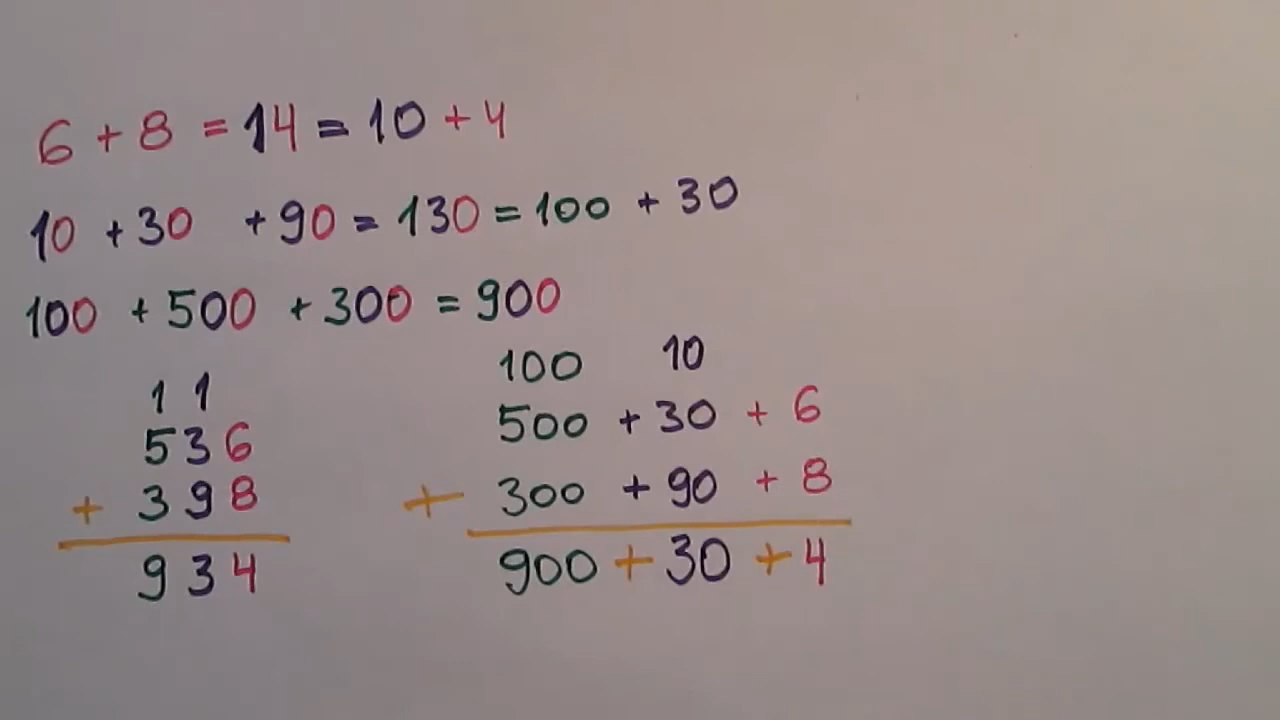 6 + 8 = 14 = 10 + 4
10 + 30 + 90 = 130 = 100 + 30
100 + 500 + 300 = 900
1 1
536
+ 398
934
100 10
500 + 30 + 6
+ 300 + 90 + 8
900 + 30 + 4